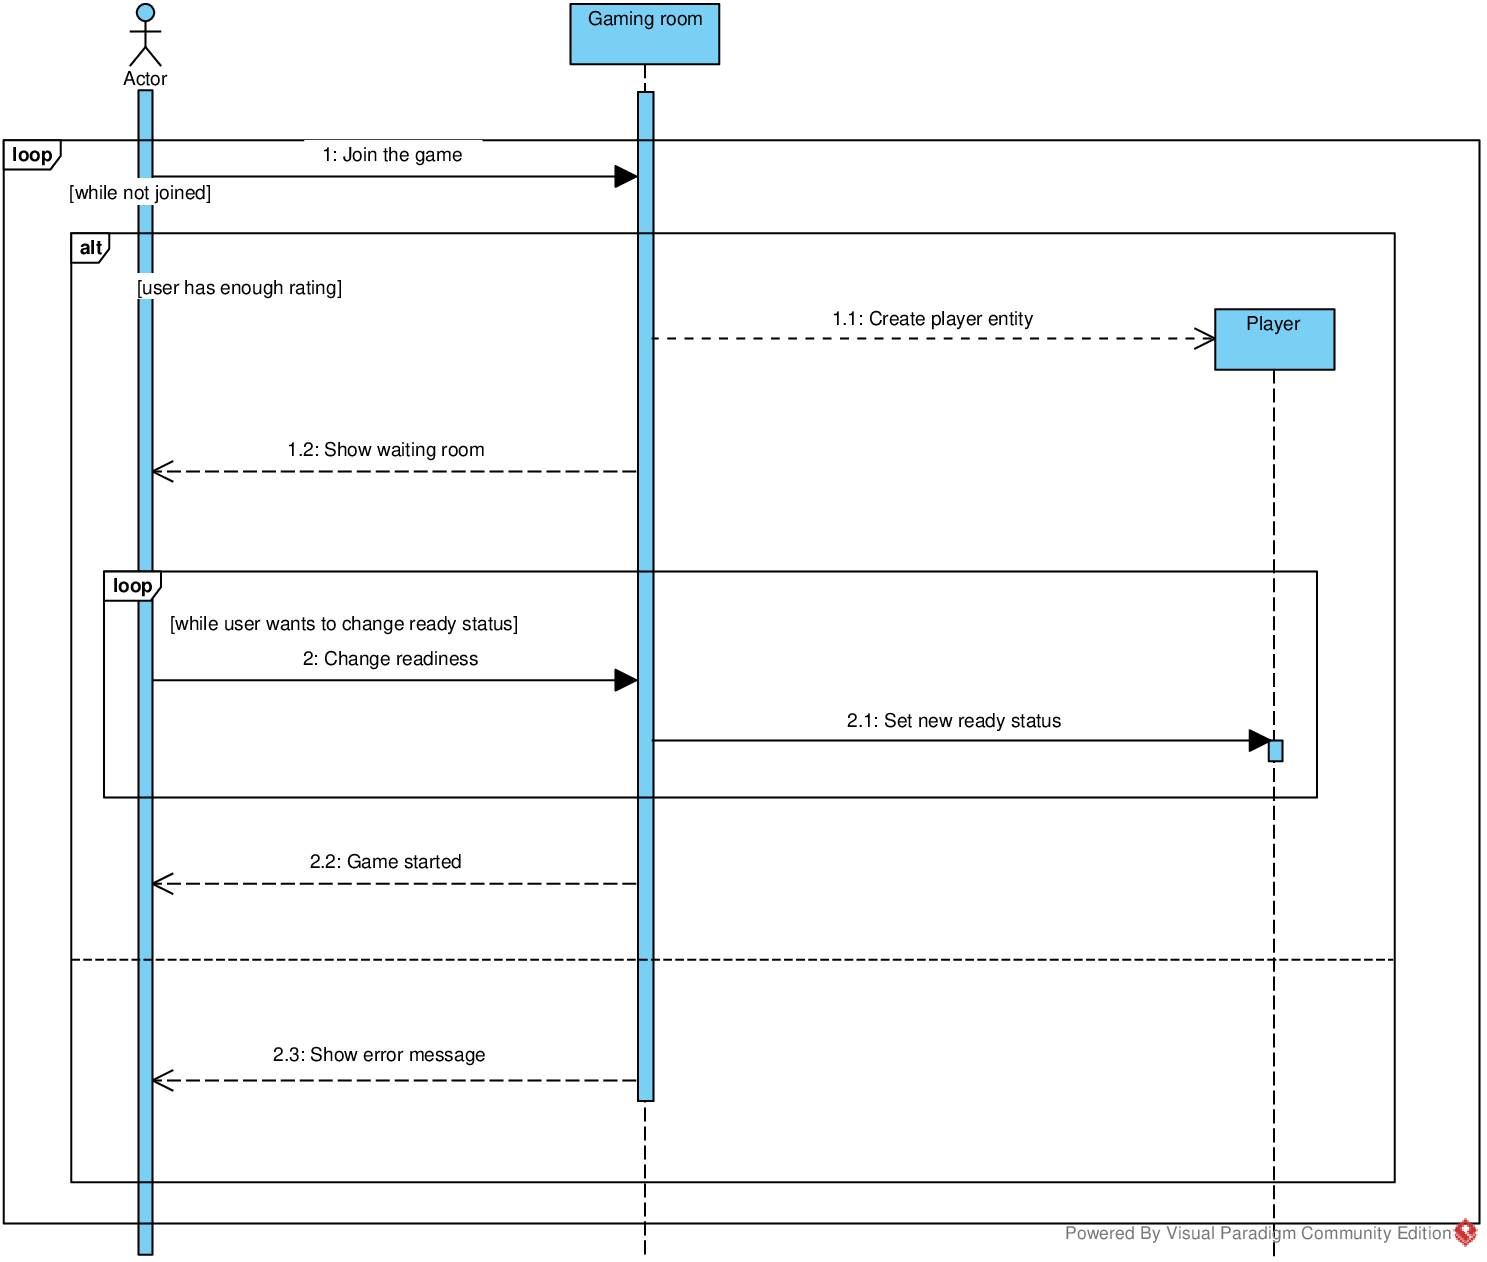 Gaming room
Actor
loop
1: Join the game
[while not joined]
alt
[user has enough rating]
1.1: Create player entity
Player
1.2: Show waiting room
loop
[while user wants to change ready status]
2: Change readiness
2.1: Set new ready status
2.2: Game started
2.3: Show error message
Powered By Visual Paradigm Community Edition